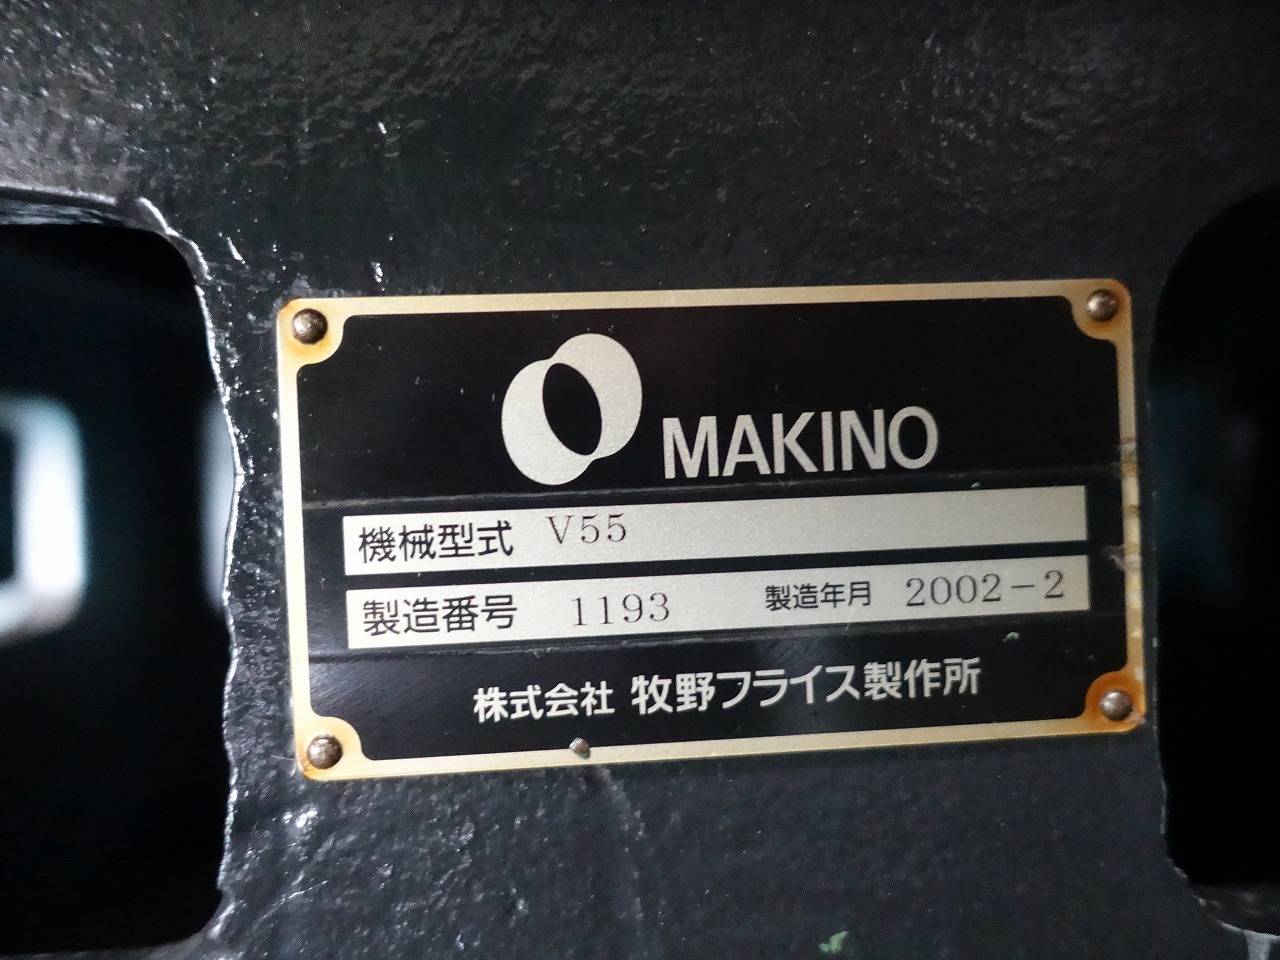 MAKINO
機械型式 V55
製造番号 1193 製造年月 2002-2
株式会社 牧野フライス製作所